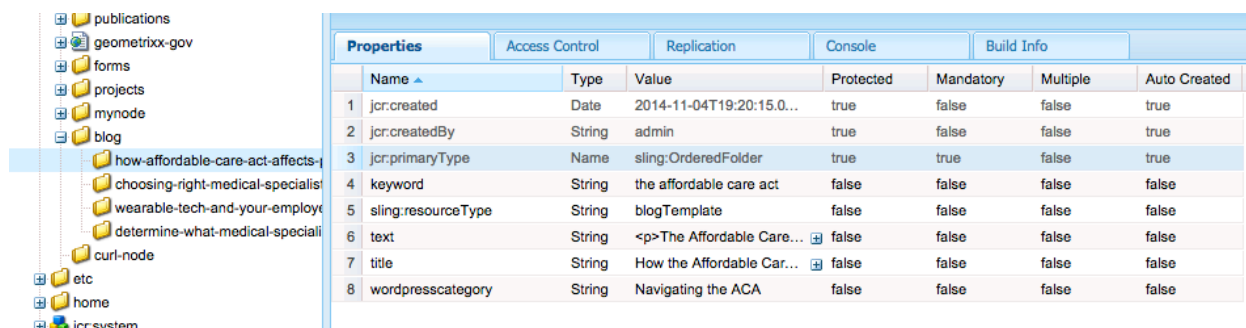 publications
geometrixx-gov
forms
projects
mynode
blog
how-affordable-care-act-affects-
choosing-right-medical-specialist
wearable-tech-and-your-employe
determine-what-medical-speciali
curl-node
etc
home
jcr:system
Properties Access Control Replication Console Build Info
Name Type Value Protected Mandatory Multiple Auto Created
1 jcr:created Date 2014-11-04T19:20:15.0... true false false true
2 jcr:createdBy String admin true false false true
3 jcr:primaryType Name sling:OrderedFolder true true false true
4 keyword String the affordable care act false false false false
5 sling:resourceType String blogTemplate false false false false
6 text String <p>The Affordable Care... false false false false
7 title String How the Affordable Car... false false false false
8 wordpresscategory String Navigating the ACA false false false false